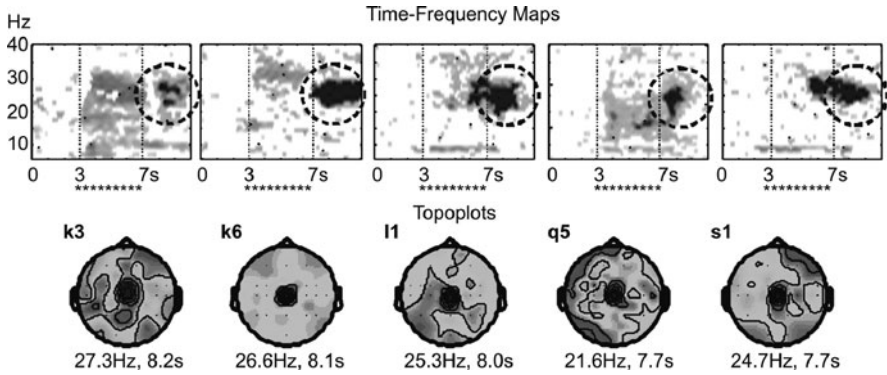 Time-Frequency Maps
Hz
40
30
20
10
0 3 7s 0 3 7s 0 3 7s 0 3 7s 0 3 7s
********* ********* ********* ********* *********
Topoplots
k3 k6 l1 q5 s1
27.3Hz, 8.2s 26.6Hz, 8.1s 25.3Hz, 8.0s 21.6Hz, 7.7s 24.7Hz, 7.7s